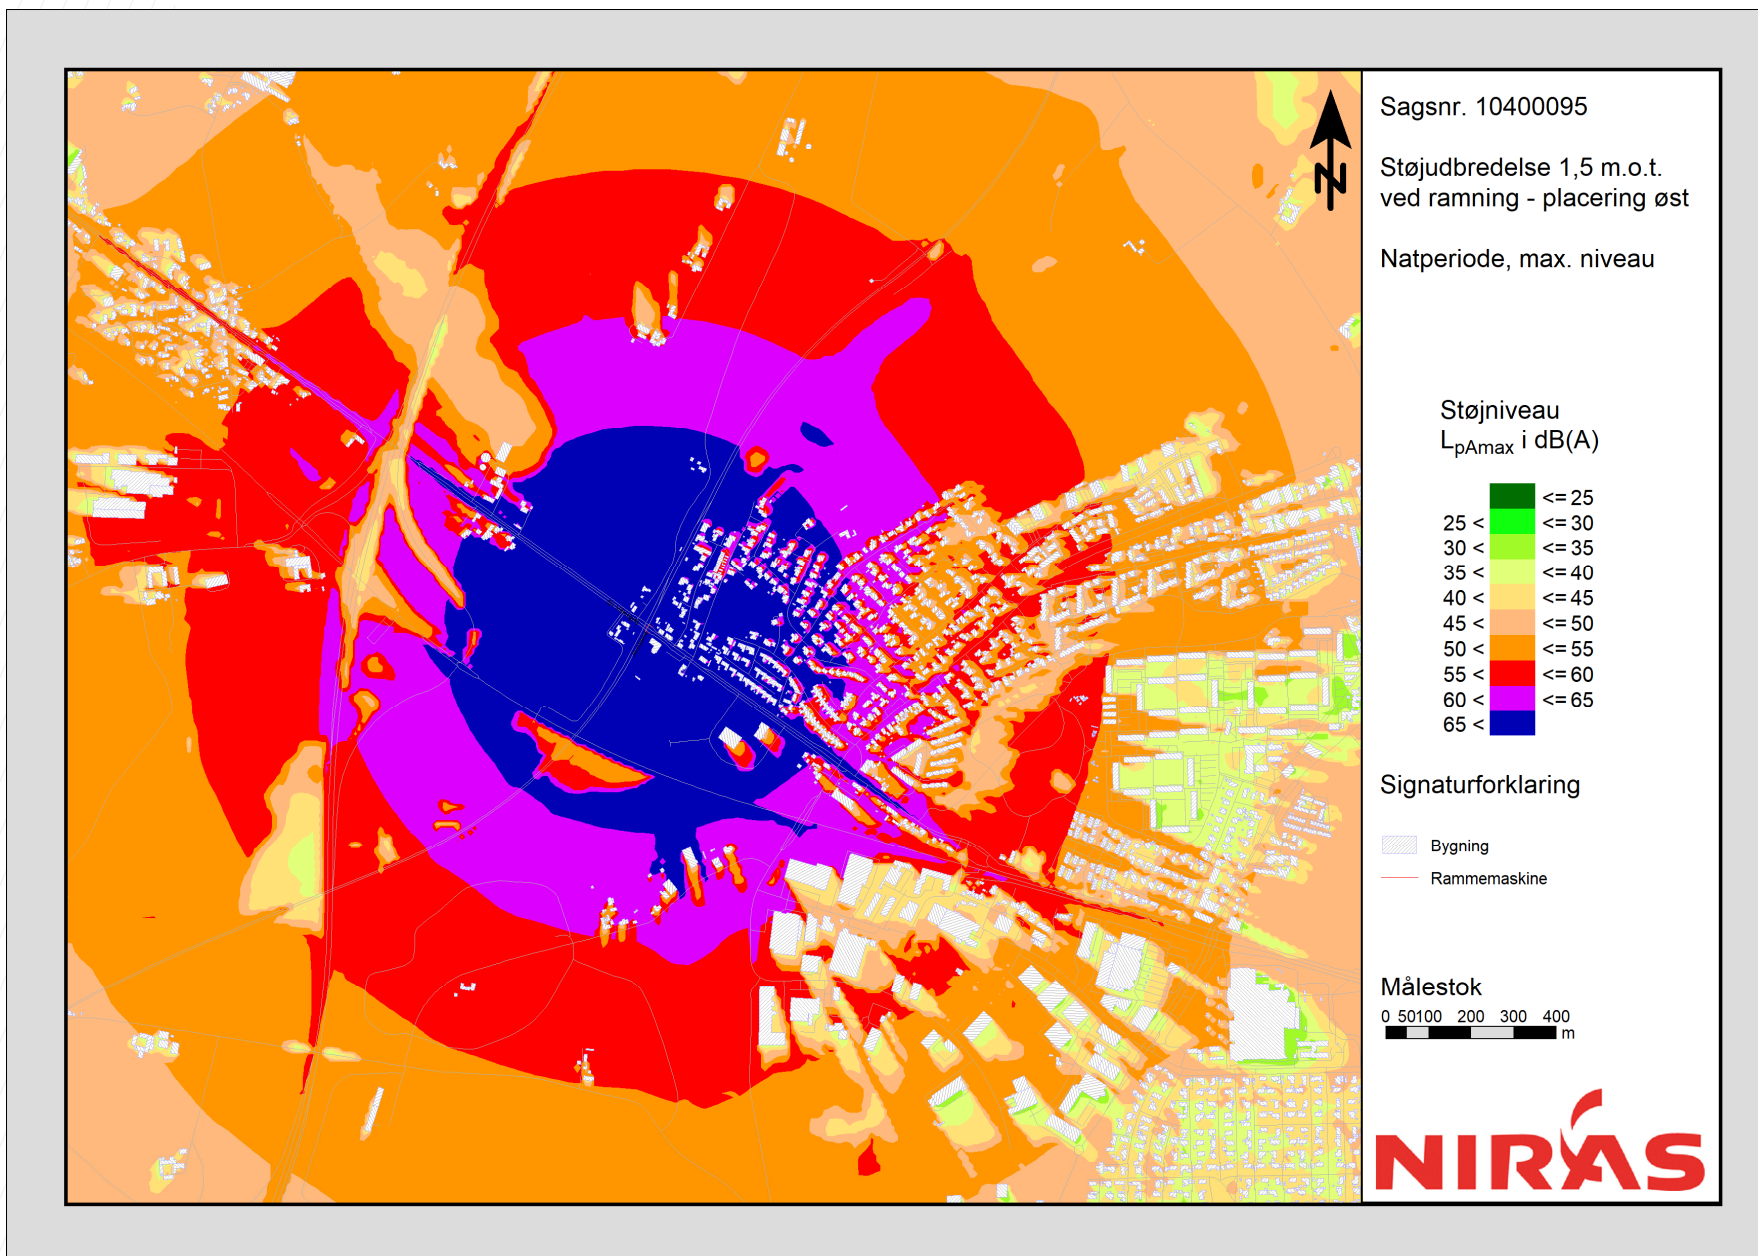 Sagsnr. 10400095
Støjudbredelse 1,5 m.o.t.
ved ramning - placering øst
Natperiode, max. niveau
N
Støjniveau
LpAmax i dB(A)
<= 25
25 < <= 30
30 < <= 35
35 < <= 40
40 < <= 45
45 < <= 50
50 < <= 55
55 < <= 60
60 < <= 65
65 <
Signaturforklaring
Bygning
Rammemaskine
Målestok
0 50 100 200 300 400
m
NIRAS